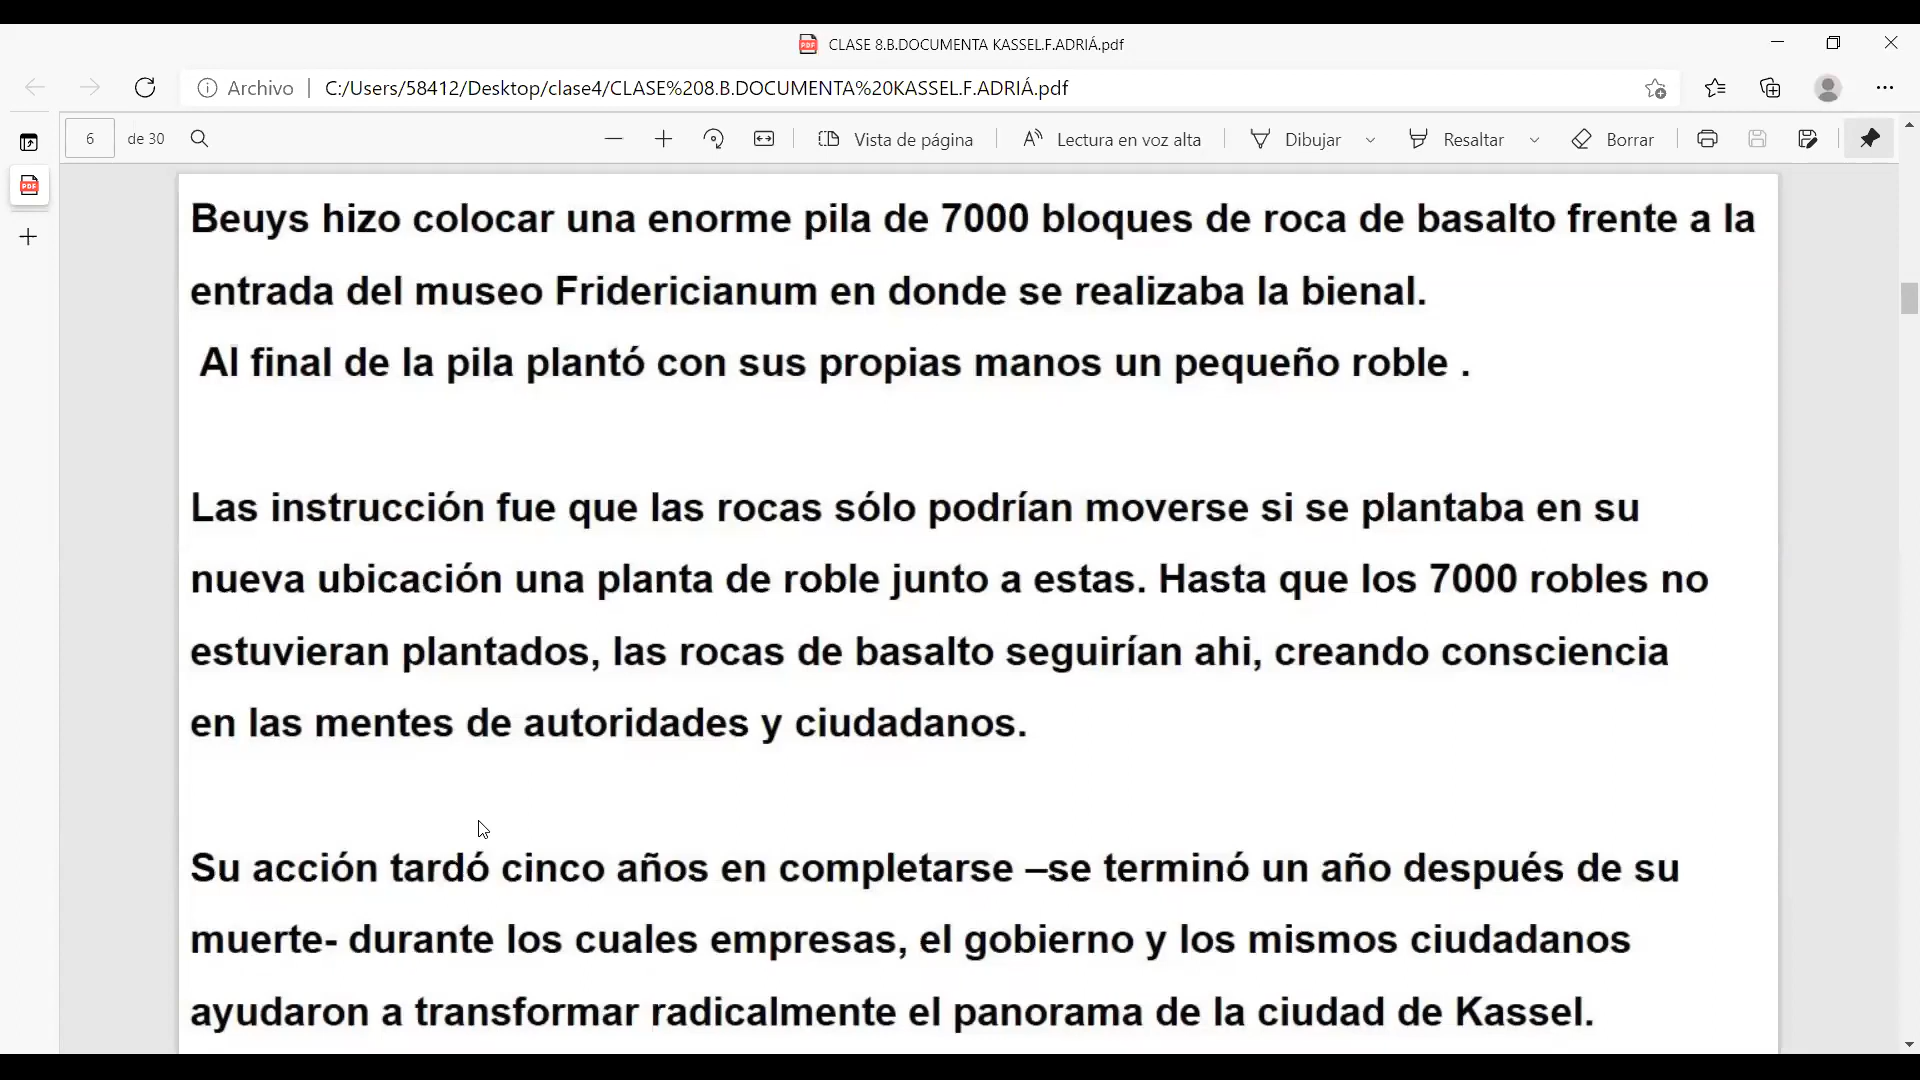 CLASE 8.B.DOCUMENTA KASSEL.F.ADRIÁ.pdf
Archivo | C:/Users/58412/Desktop/clase4/CLASE%208.B.DOCUMENTA%20KASSEL.F.ADRIÁ.pdf
6 de 30 Vista de página Lectura en voz alta Dibujar Resaltar Borrar
Beuys hizo colocar una enorme pila de 7000 bloques de roca de basalto frente a la
entrada del museo Fridericianum en donde se realizaba la bienal.
Al final de la pila plantó con sus propias manos un pequeño roble .
Las instrucción fue que las rocas sólo podrían moverse si se plantaba en su
nueva ubicación una planta de roble junto a estas. Hasta que los 7000 robles no
estuvieran plantados, las rocas de basalto seguirían ahi, creando consciencia
en las mentes de autoridades y ciudadanos.
Su acción tardó cinco años en completarse –se terminó un año después de su
muerte- durante los cuales empresas, el gobierno y los mismos ciudadanos
ayudaron a transformar radicalmente el panorama de la ciudad de Kassel.